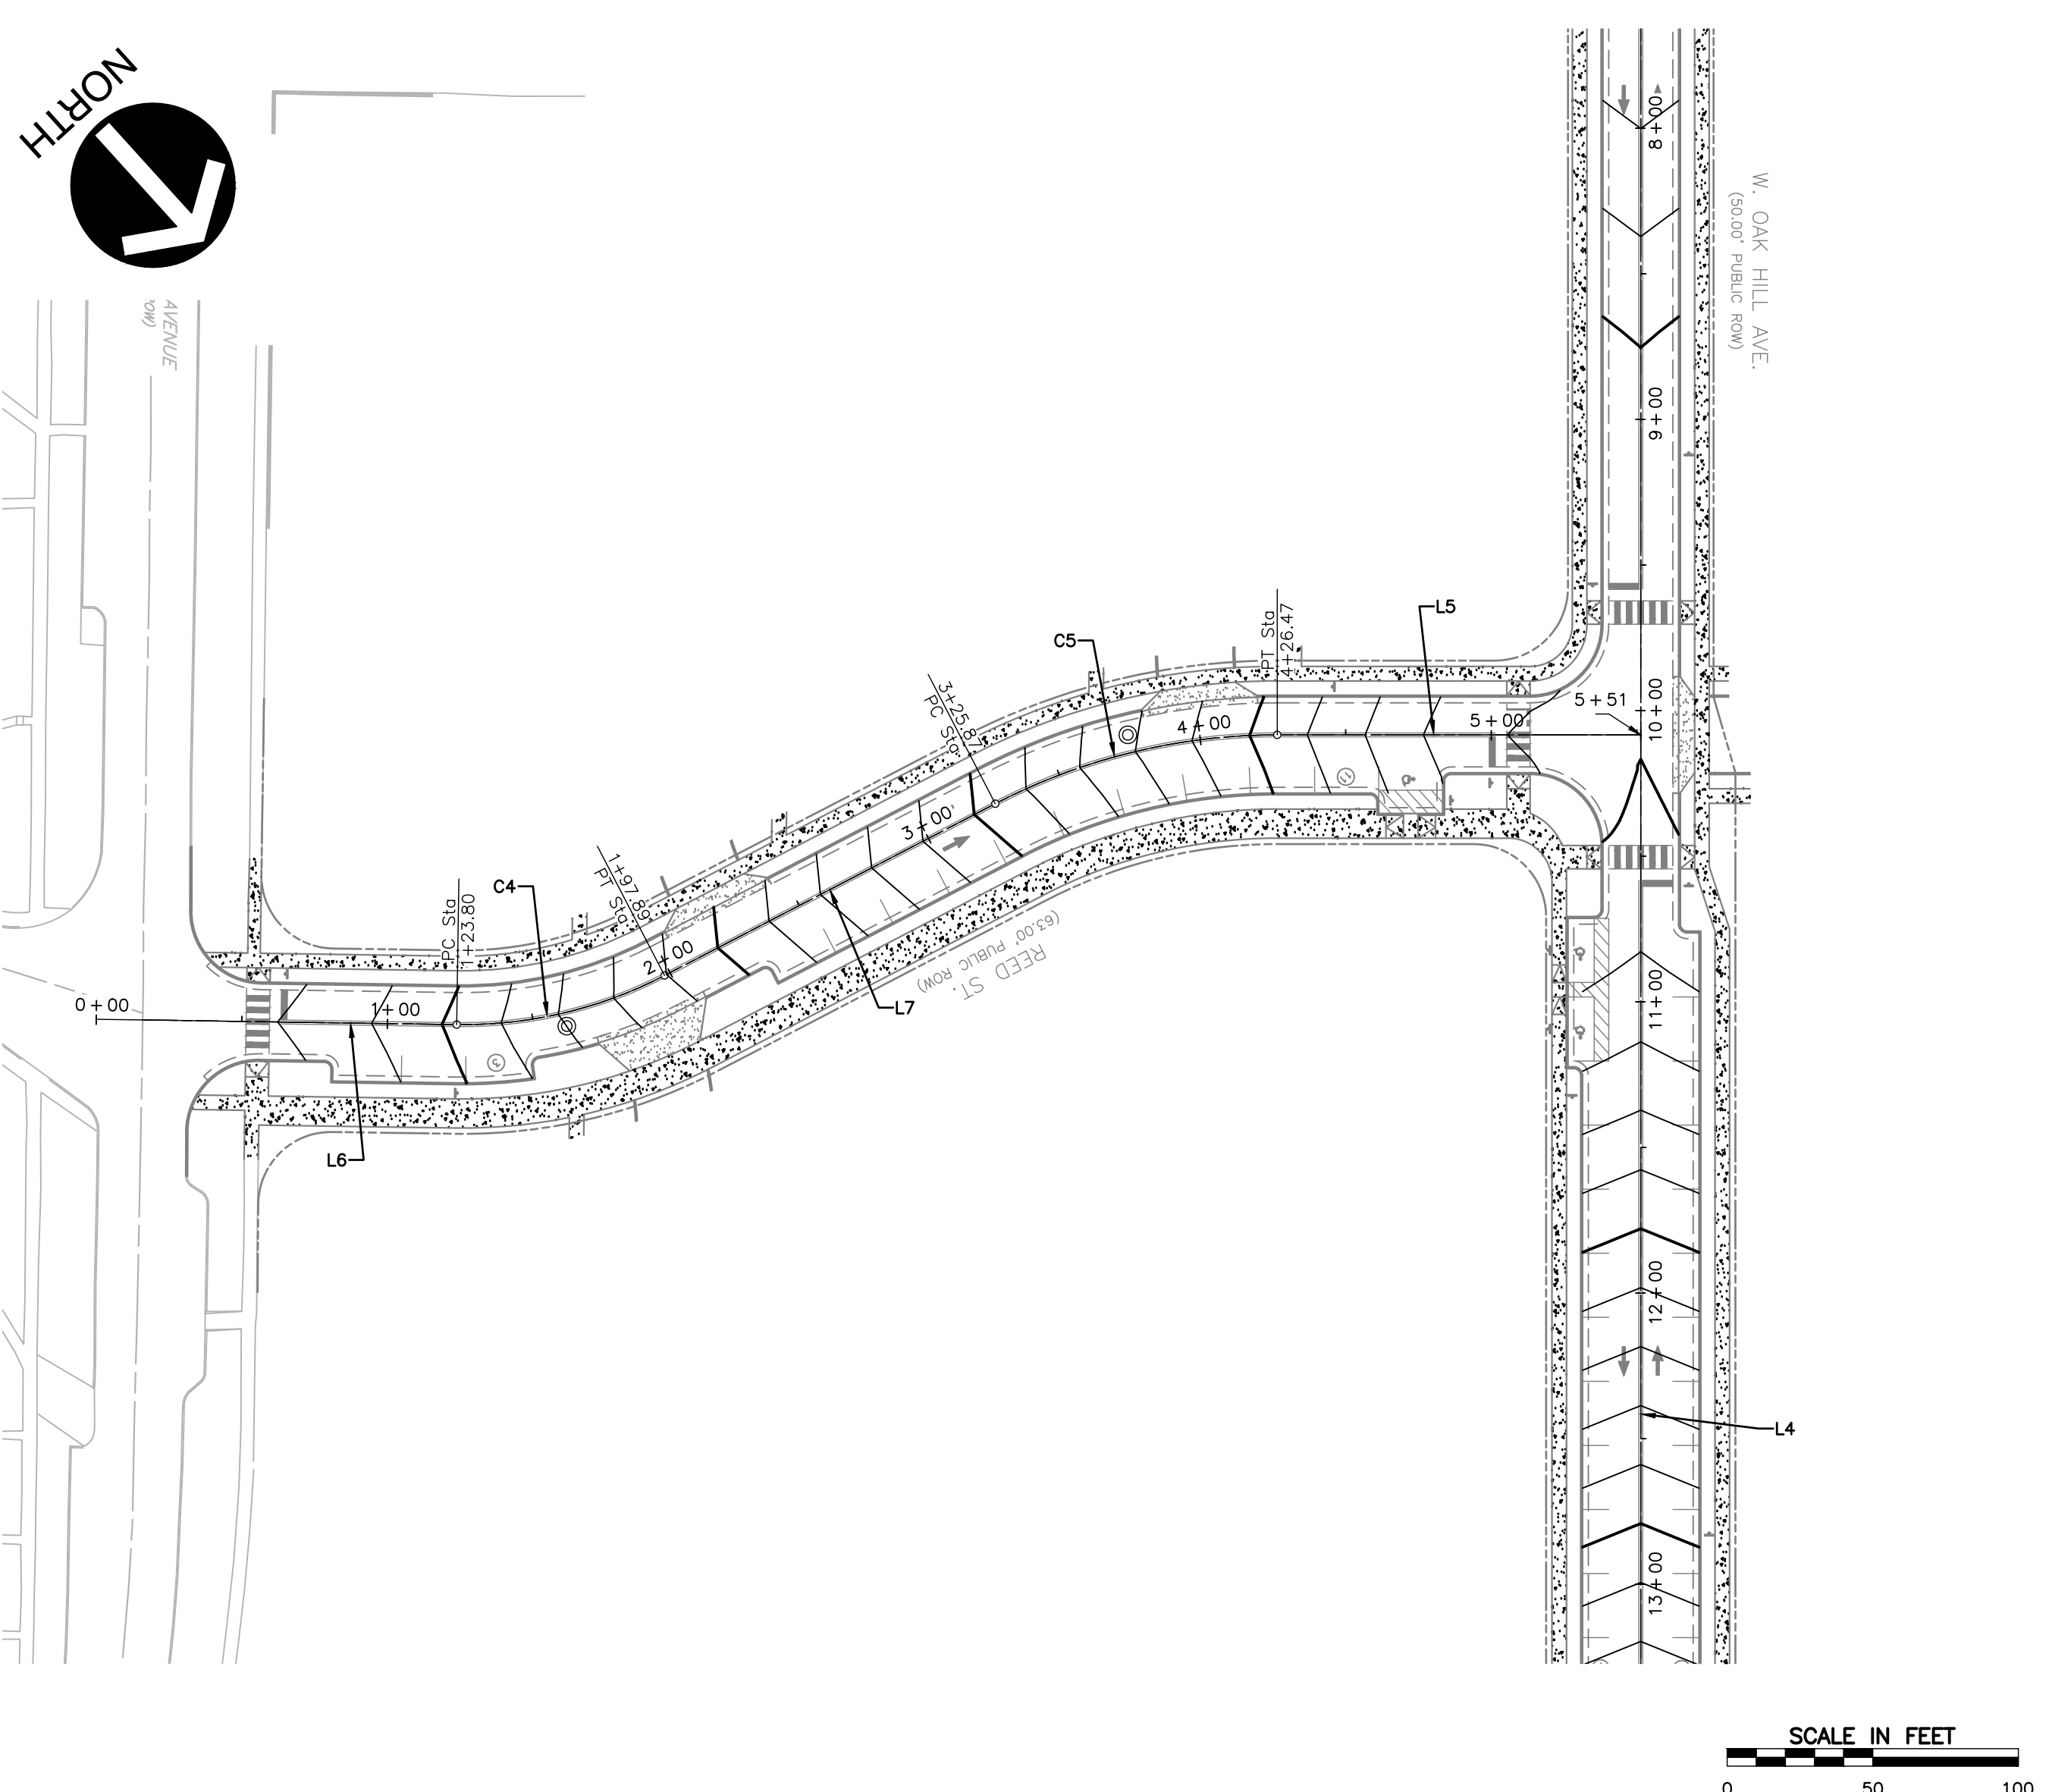 NORTH
AVENUE
ROW)
W. OAK HILL AVE.
(50.00' PUBLIC ROW)
8+00
9+00
10+00
11+00
12+00
13+00
5+51
L5
5+00
PT Sta
4+26.47
C5
4+00
3+25.87
PC Sta
3+00
11
1+97.89
PT Sta
2+00
C4
PC Sta
1+23.80
1+00
0+00
3
L7
REED ST.
(63.00' PUBLIC ROW)
L6
L4
SCALE IN FEET
0 50 100